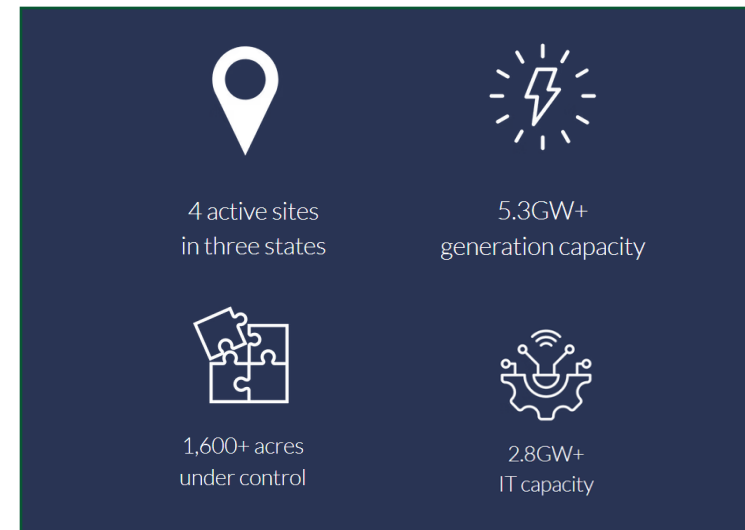 4 active sites
in three states
5.3GW+
generation capacity
1,600+ acres
under control
2.8GW+
IT capacity